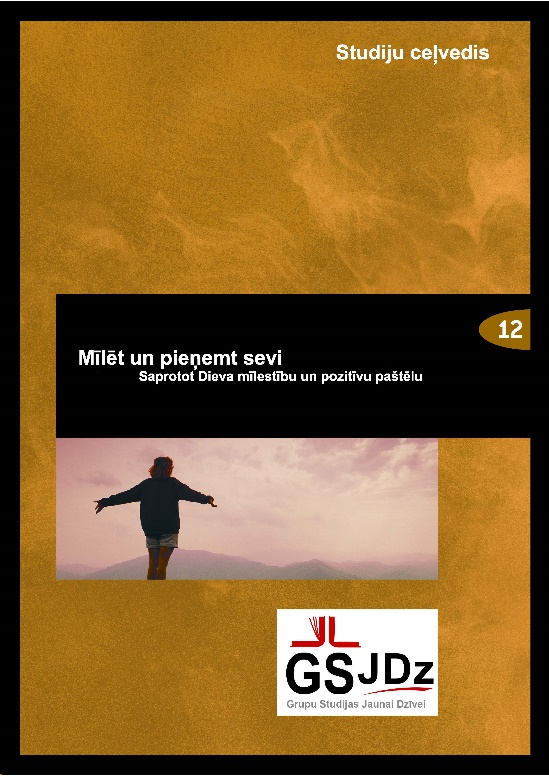 Studiju ceļvedis
12
Mīlēt un pieņemt sevi
Saprotot Dieva mīlestību un pozitīvu paštēlu
GSJDz
Grupu Studijas Jaunai Dzīvei